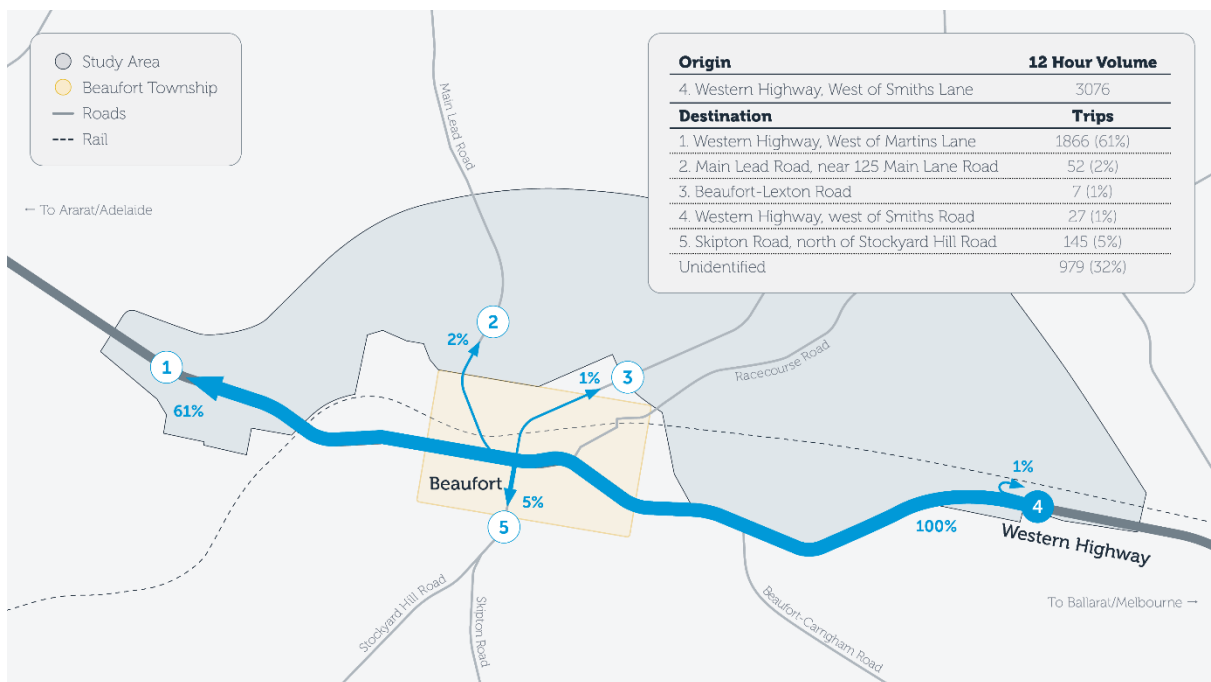 Study Area
Beaufort Township
Roads
Rail
Origin 12 Hour Volume
4. Western Highway, West of Smiths Lane 3076
Destination Trips
1. Western Highway, West of Martins Lane 1866 (61%)
2. Main Lead Road, near 125 Main Lane Road 52 (2%)
3. Beaufort-Lexton Road 7 (1%)
4. Western Highway, west of Smiths Road 27 (1%)
5. Skipton Road, north of Stockyard Hill Road 145 (5%)
Unidentified 979 (32%)
Main Lead Road
← To Ararat/Adelaide
2
2%
1
61%
1%
3
Racecourse Road
Beaufort
5%
5
1%
4
100%
Western Highway
To Ballarat/Melbourne →
Stockyard Hill Road
Skipton Road
Beaufort-Carngham Road